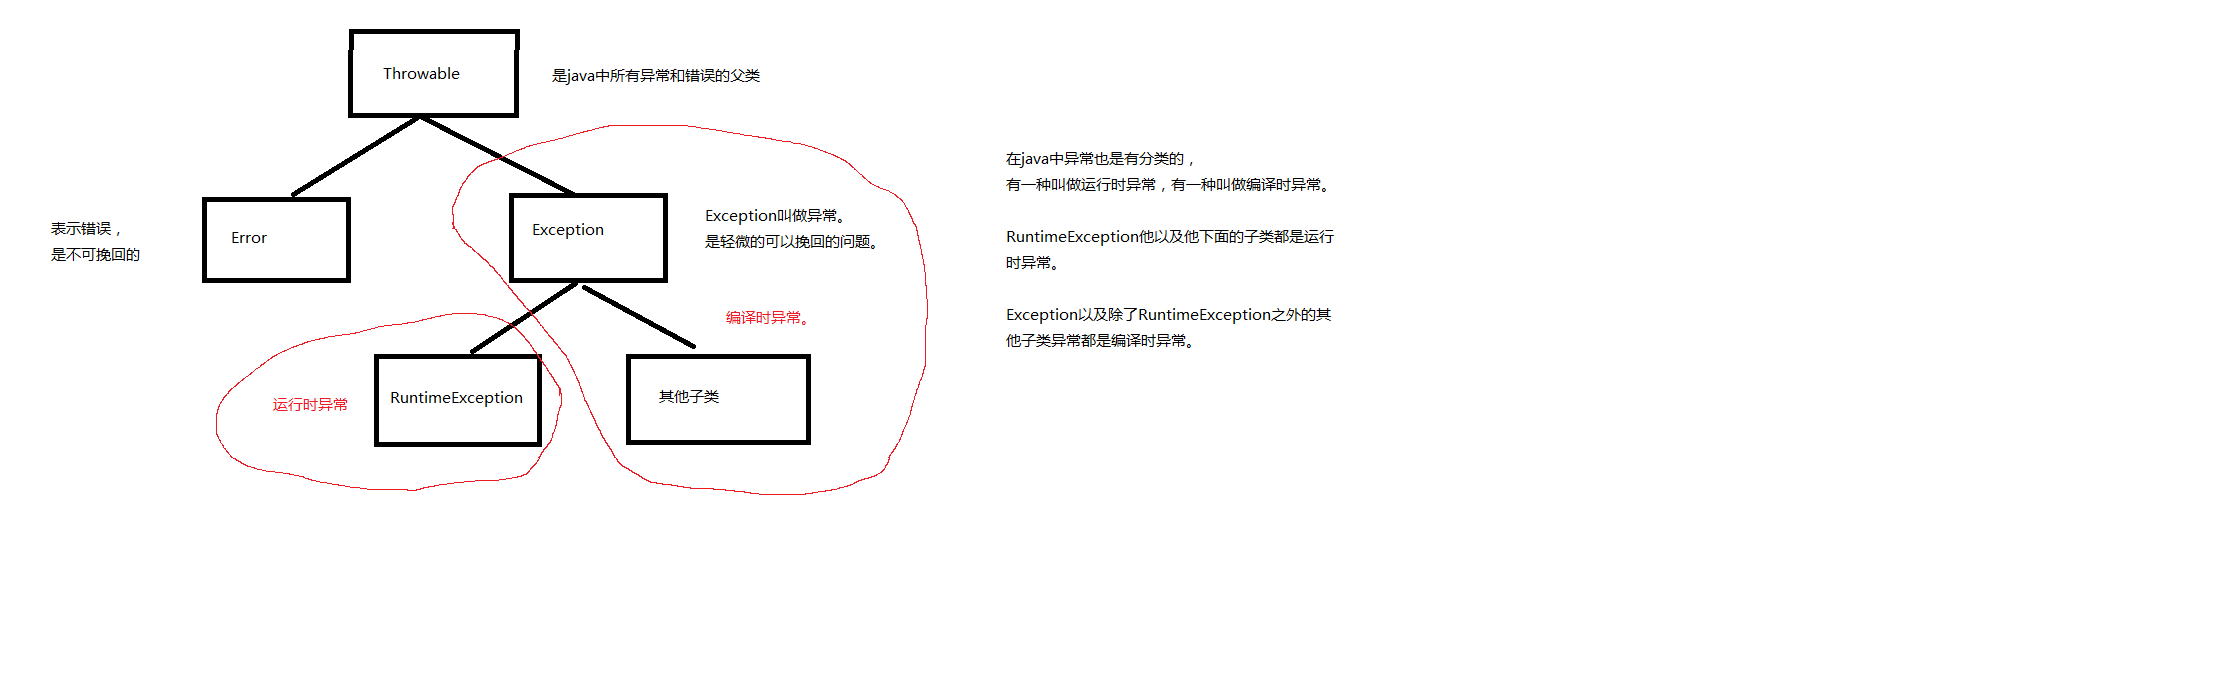 Throwable
是java中所有异常和错误的父类
表示错误，
是不可挽回的
Error
Exception
Exception叫做异常。
是轻微的可以挽回的问题。
编译时异常。
运行时异常
RuntimeException
其他子类
在java中异常也是有分类的，
有一种叫做运行时异常，有一种叫做编译时异常。
RuntimeException他以及他下面的子类都是运行
时异常。
Exception以及除了RuntimeException之外的其
他子类异常都是编译时异常。